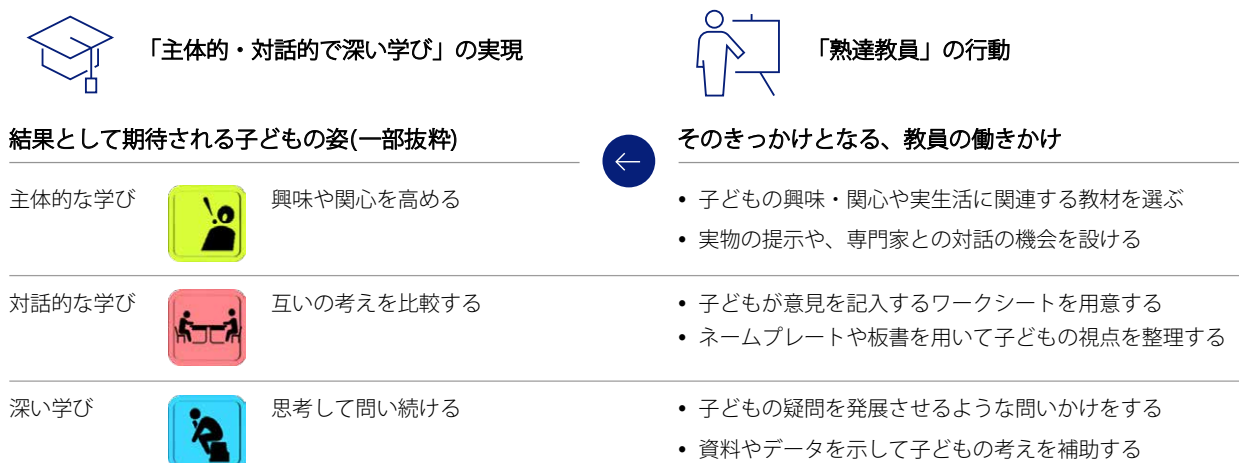 「主体的・対話的で深い学び」の実現
「熟達教員」の行動
結果として期待される子どもの姿(一部抜粋)
そのきっかけとなる、教員の働きかけ
主体的な学び
興味や関心を高める
• 子どもの興味・関心や実生活に関連する教材を選ぶ
• 実物の提示や、専門家との対話の機会を設ける
対話的な学び
互いの考えを比較する
• 子どもが意見を記入するワークシートを用意する
• ネームプレートや板書を用いて子どもの視点を整理する
深い学び
思考して問い続ける
• 子どもの疑問を発展させるような問いかけをする
• 資料やデータを示して子どもの考えを補助する